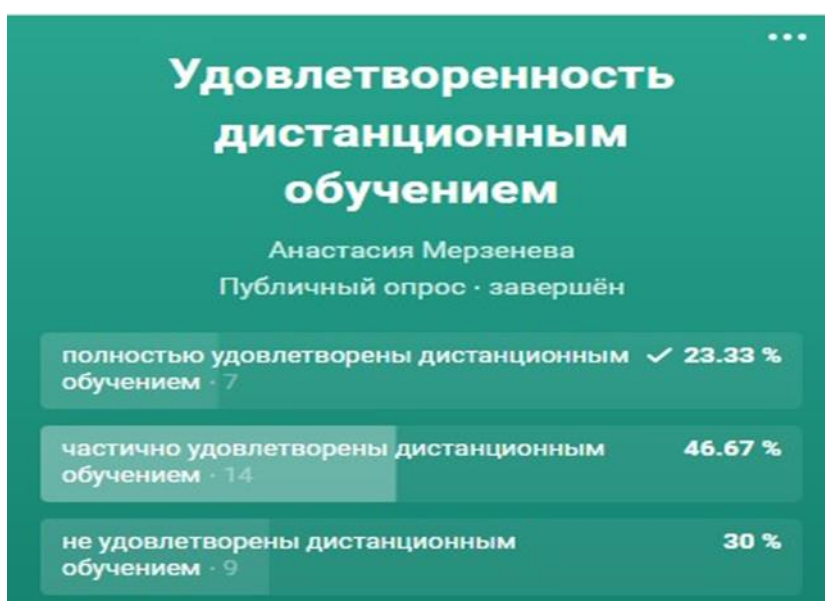 Удовлетворенность
дистанционным
обучением
Анастасия Мерзенева
Публичный опрос · завершён
полностью удовлетворены дистанционным ✓ 23.33 %
обучением · 7
частично удовлетворены дистанционным 46.67 %
обучением · 14
не удовлетворены дистанционным 30 %
обучением · 9